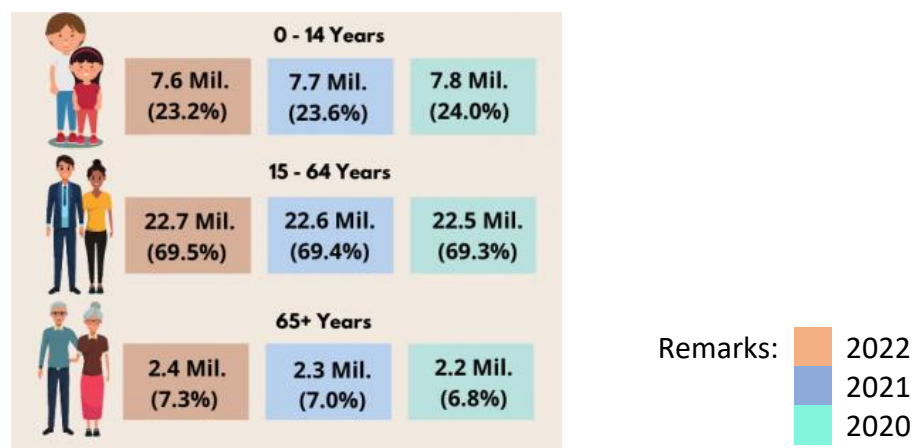 0 - 14 Years
7.6 Mil. 7.7 Mil. 7.8 Mil.
(23.2%) (23.6%) (24.0%)
15 - 64 Years
22.7 Mil. 22.6 Mil. 22.5 Mil.
(69.5%) (69.4%) (69.3%)
65+ Years
2.4 Mil. 2.3 Mil. 2.2 Mil.
(7.3%) (7.0%) (6.8%)
Remarks: 2022
2021
2020